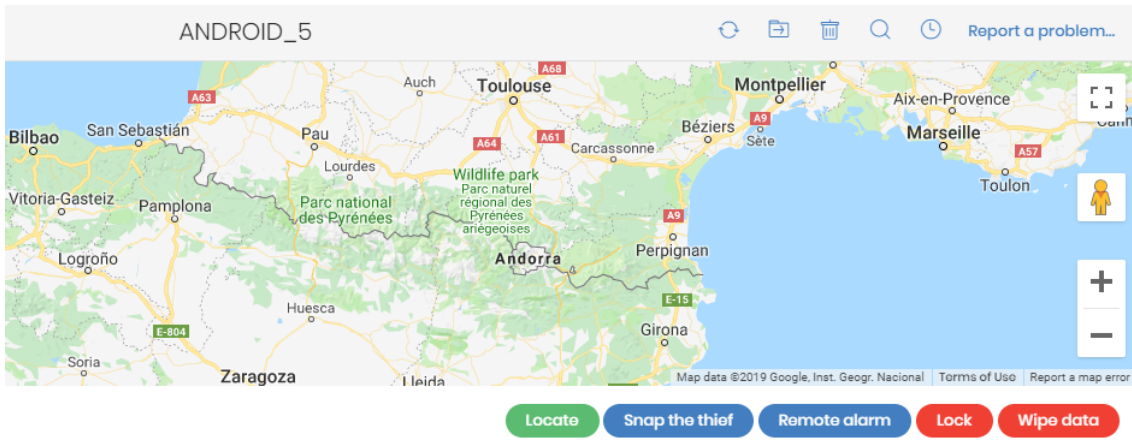 ANDROID_5
Report a problem...
A68
Auch
Toulouse
Montpellier
A63
Aix-en-Provence
Bilbao
San Sebastián
Pau
A64
A61
Carcassonne
Béziers
A9
Sète
Marseille
A57
Lourdes
Wildlife park
Parc naturel
régional des
Pyrénées
ariégeoises
Toulon
Vitoria-Gasteiz
Pamplona
Parc national
des Pyrénées
A9
Logroño
Andorra
Perpignan
E-15
Huesca
E-804
Girona
Soria
Zaragoza
Lleida
Map data ©2019 Google, Inst. Geogr. Nacional
Terms of Use
Report a map error
Locate
Snap the thief
Remote alarm
Lock
Wipe data